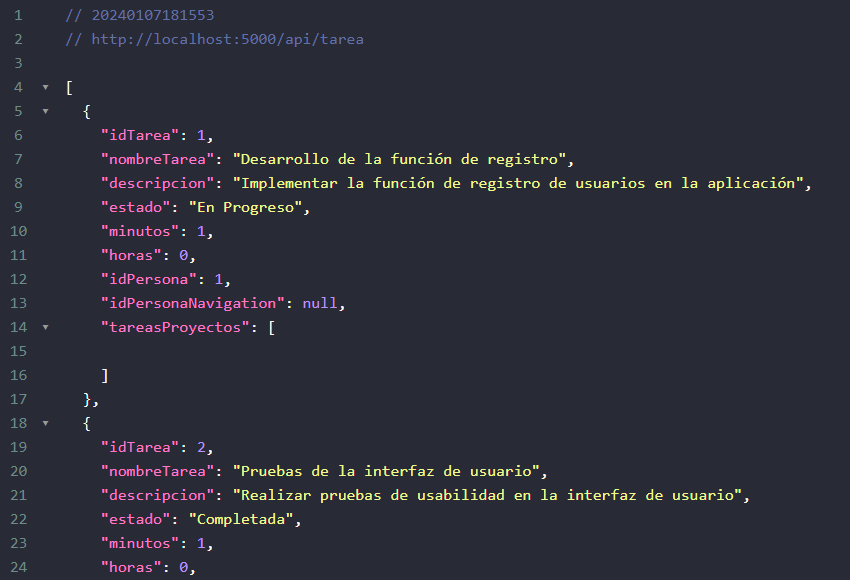 1 // 20240107181553
2 // http://localhost:5000/api/tarea
3
4 [
5 {
6 "idTarea": 1,
7 "nombreTarea": "Desarrollo de la función de registro",
8 "descripcion": "Implementar la función de registro de usuarios en la aplicación",
9 "estado": "En Progreso",
10 "minutos": 1,
11 "horas": 0,
12 "idPersona": 1,
13 "idPersonaNavigation": null,
14 "tareasProyectos": [
15
16 ]
17 },
18 {
19 "idTarea": 2,
20 "nombreTarea": "Pruebas de la interfaz de usuario",
21 "descripcion": "Realizar pruebas de usabilidad en la interfaz de usuario",
22 "estado": "Completada",
23 "minutos": 1,
24 "horas": 0,